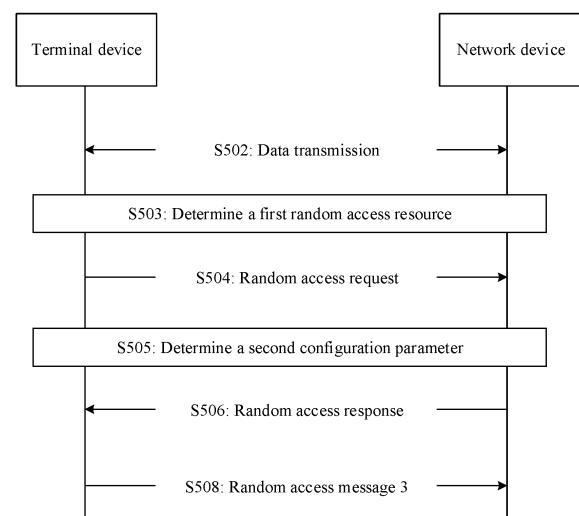 Terminal device
Network device
S502: Data transmission
S503: Determine a first random access resource
S504: Random access request
S505: Determine a second configuration parameter
S506: Random access response
S508: Random access message 3